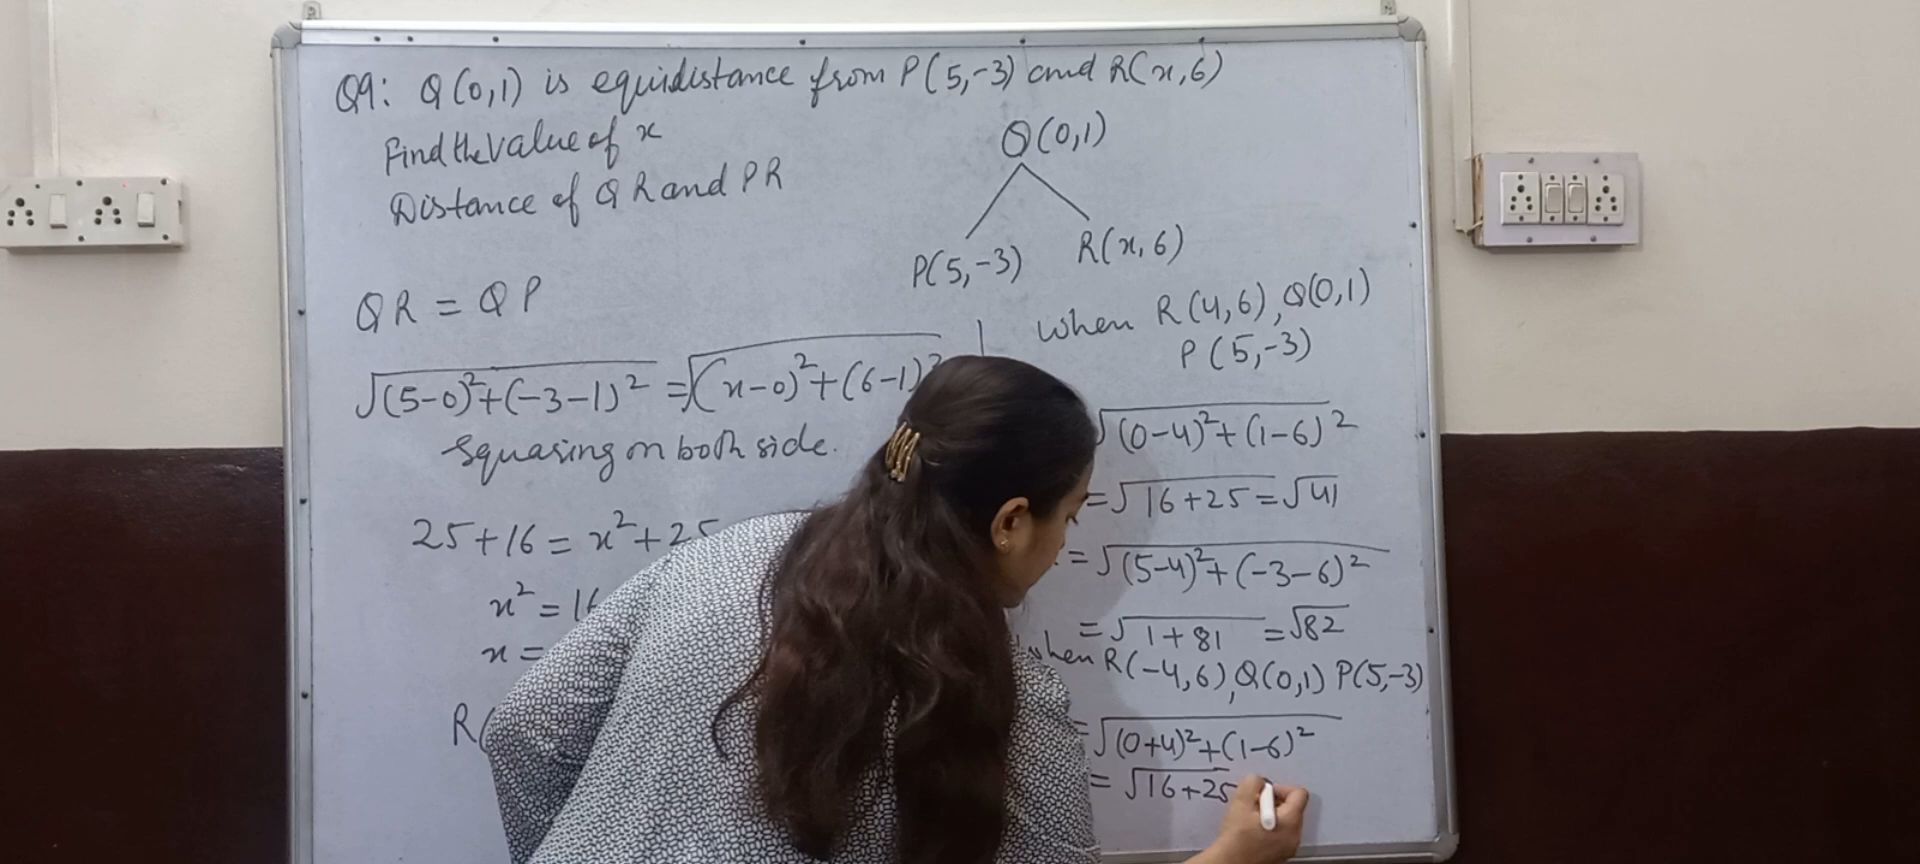 Q9: Q(0,1) is equidistance from P(5,-3) and R(x,6)
Find the value of x
Distance of QR and PR
Q(0,1)
P(5,-3) R(x,6)
QR = QP
√(5-0)²+(-3-1)² = √(x-0)²+(6-1)²
Squaring on both side.
25+16 = x²+25
x² = 16
x =
R(
when R(4,6), Q(0,1)
P(5,-3)
√(0-4)²+(1-6)²
= √16+25 = √41
= √(5-4)²+(-3-6)²
= √1+81 = √82
when R(-4,6), Q(0,1) P(5,-3)
= √(0+4)²+(1-6)²
= √16+25